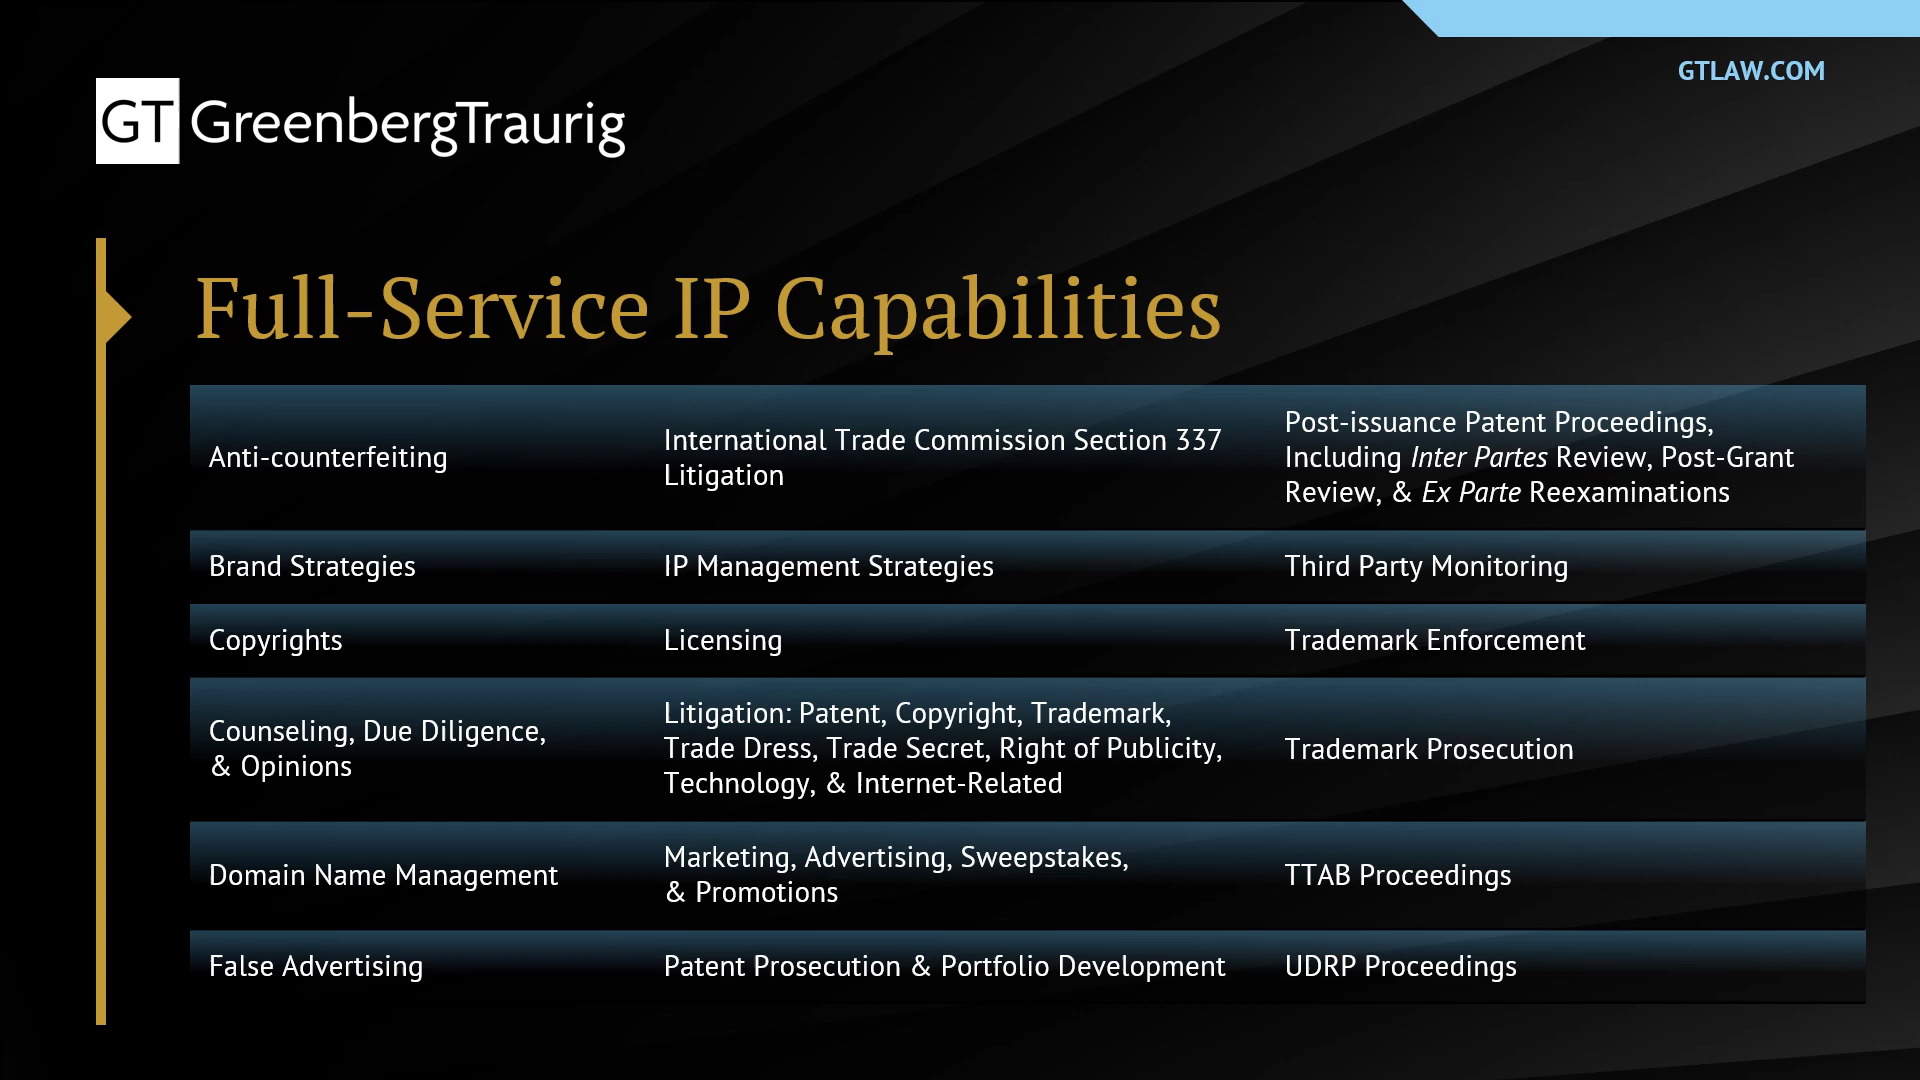 GTLAW.COM
GT GreenbergTraurig
Full-Service IP Capabilities
Anti-counterfeiting
International Trade Commission Section 337
Litigation
Post-issuance Patent Proceedings,
Including Inter Partes Review, Post-Grant
Review, & Ex Parte Reexaminations
Brand Strategies
IP Management Strategies
Third Party Monitoring
Copyrights
Licensing
Trademark Enforcement
Counseling, Due Diligence,
& Opinions
Litigation: Patent, Copyright, Trademark,
Trade Dress, Trade Secret, Right of Publicity,
Technology, & Internet-Related
Trademark Prosecution
Domain Name Management
Marketing, Advertising, Sweepstakes,
& Promotions
TTAB Proceedings
False Advertising
Patent Prosecution & Portfolio Development
UDRP Proceedings